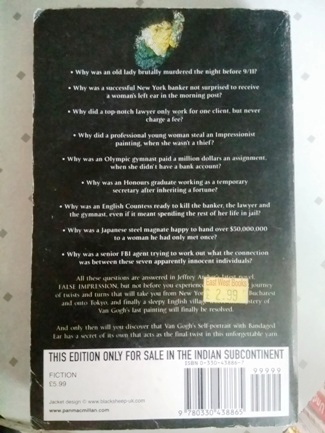 • Why was an old lady brutally murdered the night before 9/11?
• Why was a successful New York banker not surprised to receive
a woman's left ear in the morning post?
• Why did a top-notch lawyer only work for one client, but never
charge a fee?
• Why did a professional young woman steal an Impressionist
painting, when she wasn't a thief?
• Why was an Olympic gymnast paid a million dollars an assignment,
when she didn't have a bank account?
• Why was an Honours graduate working as a temporary
secretary after inheriting a fortune?
• Why was an English Countess ready to kill the banker, the lawyer and
the gymnast, even if it meant spending the rest of her life in jail?
• Why was a Japanese steel magnate happy to hand over $50,000,000
to a woman he had only met once?
• Why was a senior FBI agent trying to work out what the connection
was between these seven apparently innocent individuals?
All these questions are answered in Jeffrey latest novel,
FALSE IMPRESSION, but not before you experience journey
of twists and turns that will take you from New York Bucharest
and onto Tokyo, and finally a sleepy English mystery of
Van Gogh's last painting will finally be resolved.
East West Books
2.99
And only then will you discover that Van Gogh's Self-portrait with Bandaged
Ear has a secret of its own that acts as the final twist in this unforgettable yarn.
THIS EDITION ONLY FOR SALE IN THE INDIAN SUBCONTINENT
FICTION
£5.99
Jacket design © www.blacksheep-uk.com
www.panmacmillan.com
ISBN 0-330-43886-7
99999
9 780330 438865